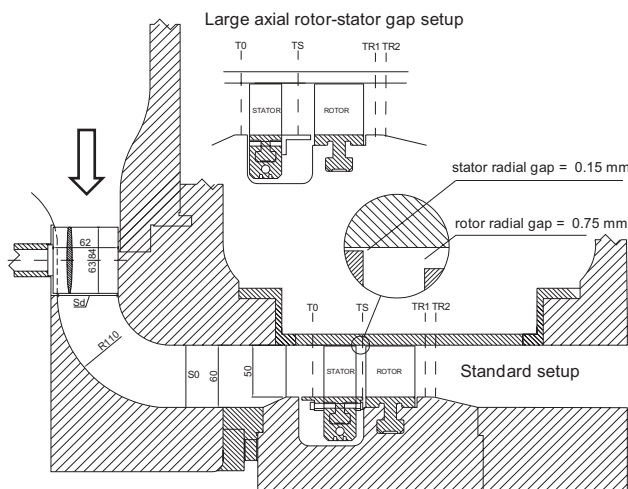 Large axial rotor-stator gap setup
T0
TS
TR1 TR2
STATOR
ROTOR
stator radial gap = 0.15 mm
rotor radial gap = 0.75 mm
62
63
84
Sd
R110
T0
TS
TR1 TR2
S0
60
50
STATOR
ROTOR
Standard setup